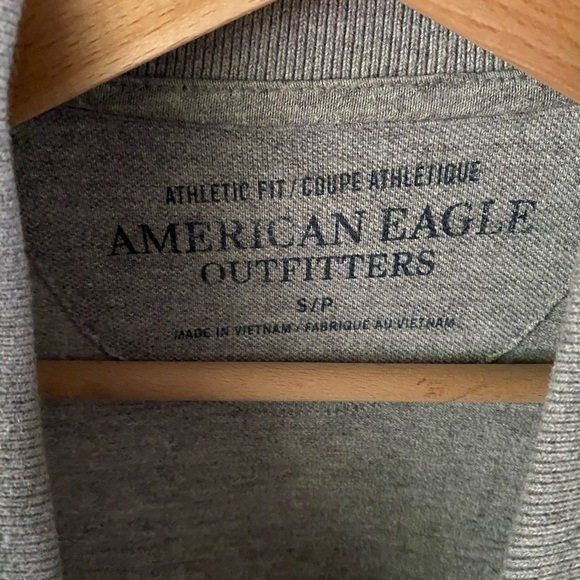 ATHLETIC FIT / COUPE ATHLÉTIQUE
AMERICAN EAGLE
OUTFITTERS
S/P
MADE IN VIETNAM / FABRIQUÉ AU VIETNAM